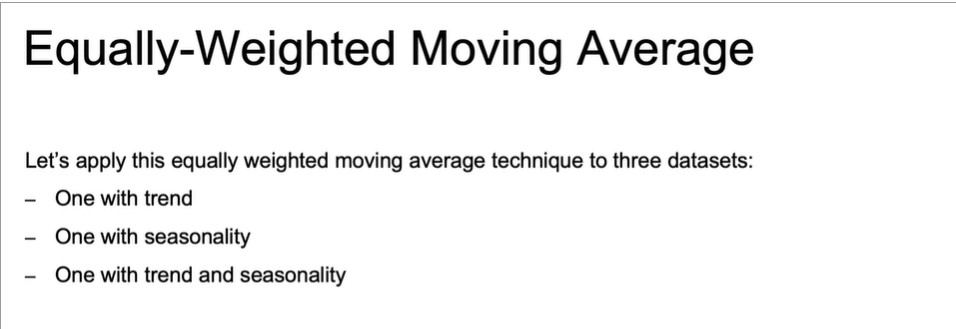 Equally-Weighted Moving Average
Let's apply this equally weighted moving average technique to three datasets:
– One with trend
– One with seasonality
– One with trend and seasonality